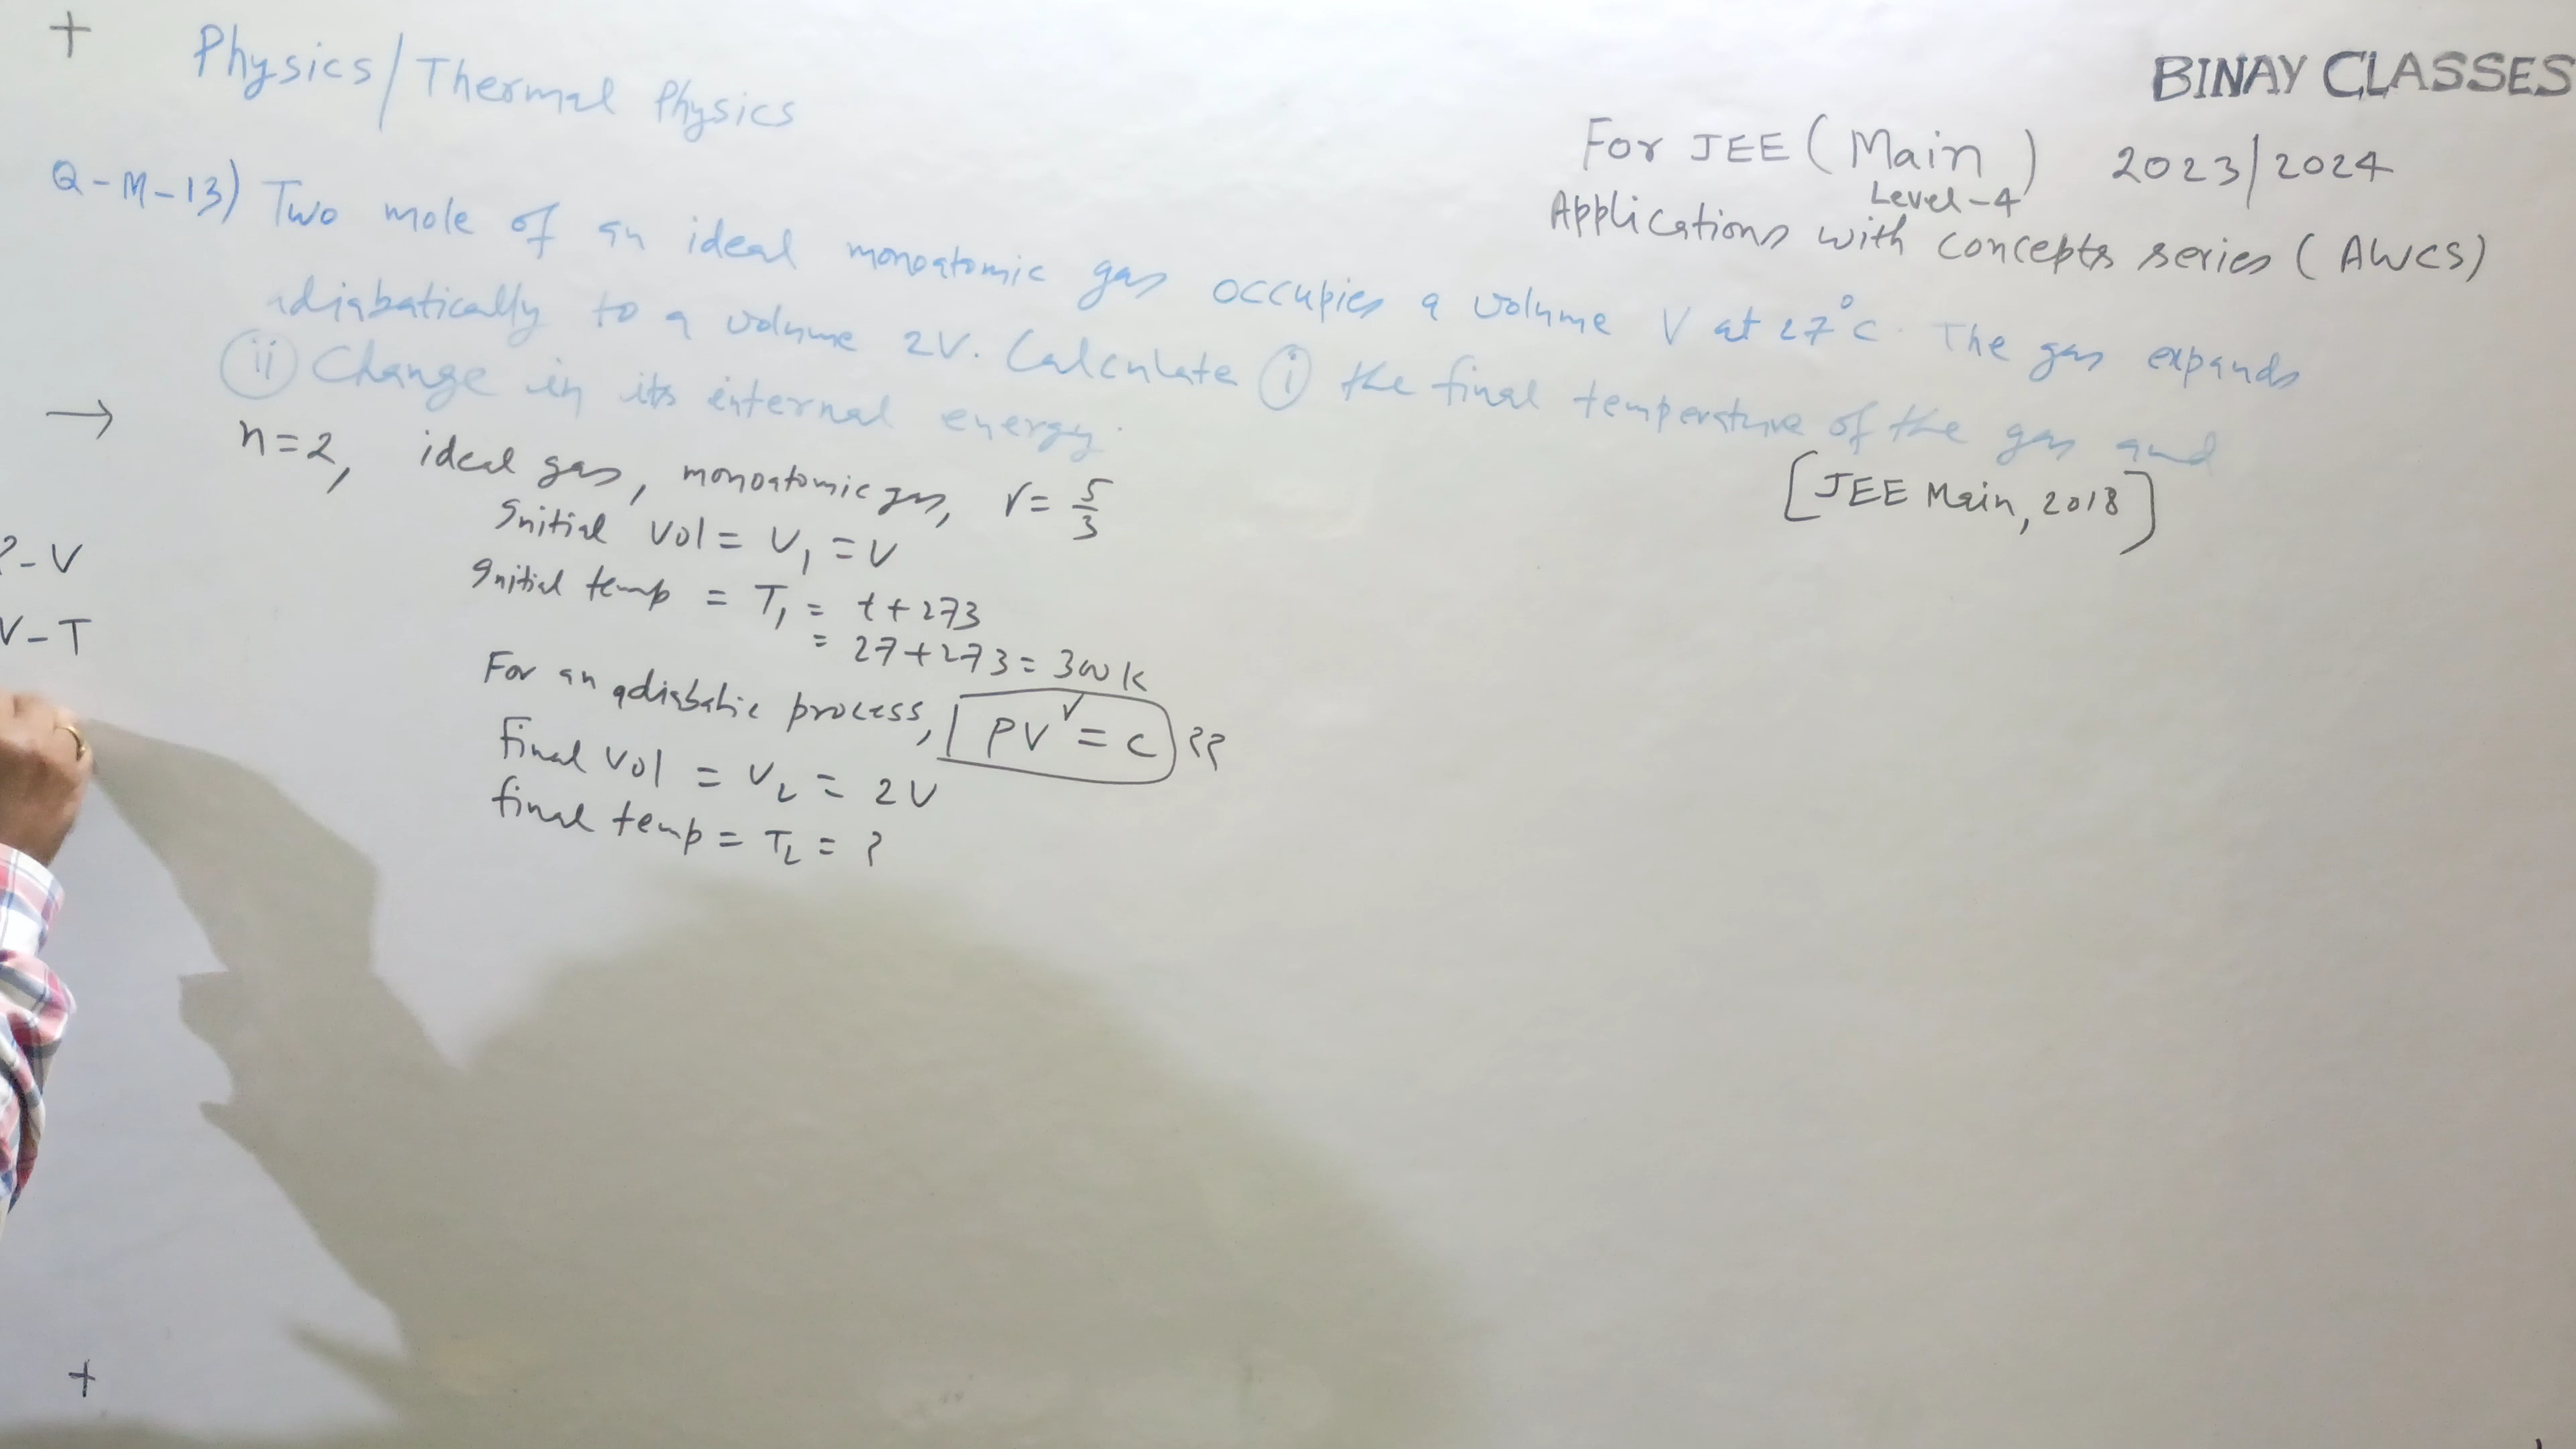 Physics/Thermal Physics
BINAY CLASSES
For JEE (Main) 2023/2024
Level-4
Applications with concepts series (AWCS)
Q-M-13) Two mole of an ideal monoatomic gas occupies a volume V at 27°C. The gas expands
adiabatically to a volume 2V. Calculate (i) the final temperature of the gas and
(ii) Change in its internal energy.
[JEE Main, 2018]
→ n=2, ideal gas, monoatomic gas, γ = 5/3
Initial Vol = V₁ = V
Initial temp = T₁ = t+273
= 27+273 = 300K
For an adiabatic process, PV^γ = C ??
Final Vol = V₂ = 2V
final temp = T₂ = ?
-V
V-T